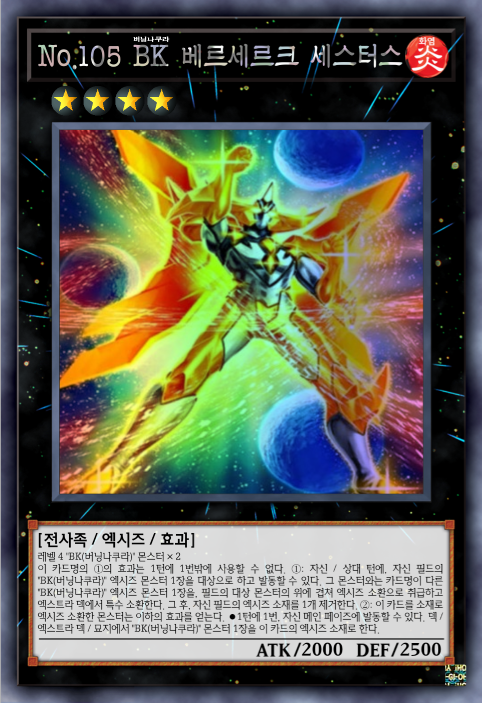 버닝나쿠라
No.105 BK 베르세르크 세스터스
화염
炎
[전사족 / 엑시즈 / 효과]
레벨 4 "BK(버닝나쿠라)" 몬스터 × 2
이 카드명의 ①의 효과는 1턴에 1번밖에 사용할 수 없다. ①: 자신 / 상대 턴에, 자신 필드의
"BK(버닝나쿠라)" 엑시즈 몬스터 1장을 대상으로 하고 발동할 수 있다. 그 몬스터와는 카드명이 다른
"BK(버닝나쿠라)" 엑시즈 몬스터 1장을, 필드의 대상 몬스터의 위에 겹쳐 엑시즈 소환으로 취급하고
엑스트라 덱에서 특수 소환한다. 그 후, 자신 필드의 엑시즈 소재를 1개 제거한다. ②: 이 카드를 소재로
엑시즈 소환한 몬스터는 이하의 효과를 얻는다. ●1턴에 1번, 자신 메인 페이즈에 발동할 수 있다. 덱 /
엑스트라 덱 / 묘지에서 "BK(버닝나쿠라)" 몬스터 1장을 이 카드의 엑시즈 소재로 한다.
ATK/2000 DEF/2500